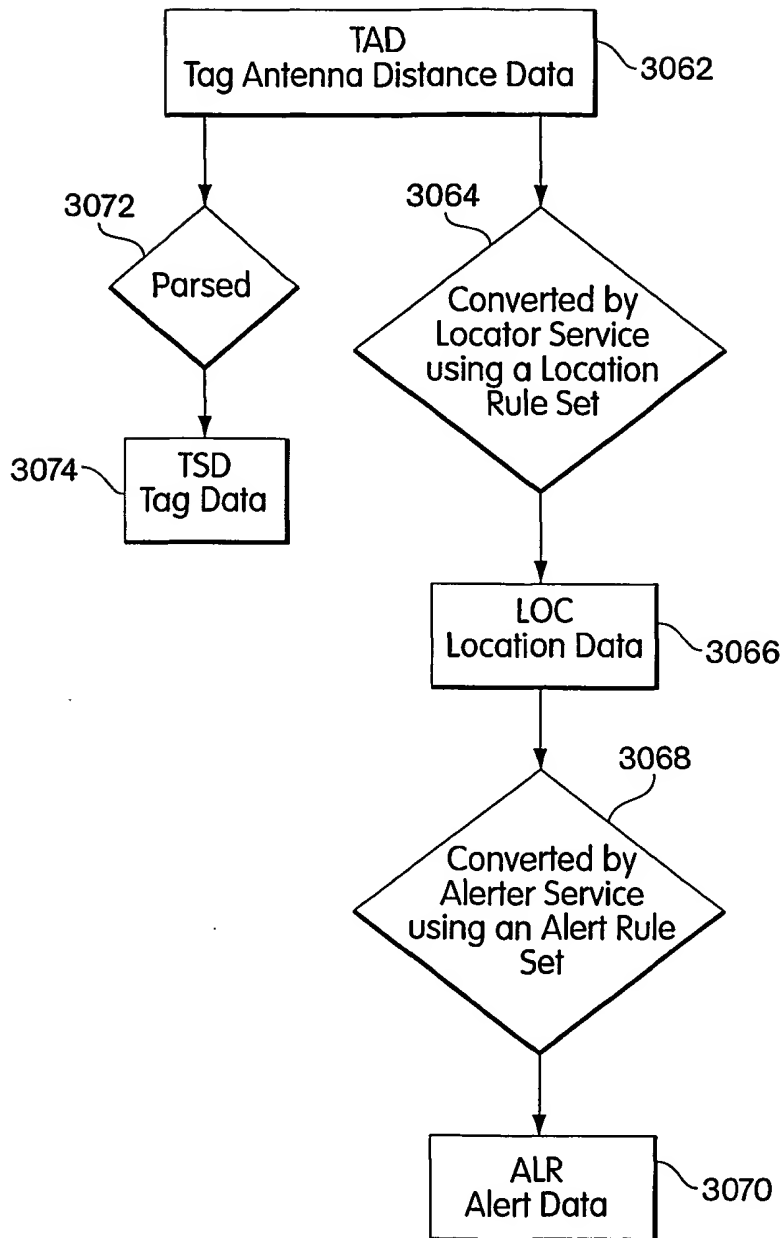 TAD
Tag Antenna Distance Data
3062
3072
3064
Parsed
Converted by
Locator Service
using a Location
Rule Set
3074
TSD
Tag Data
LOC
Location Data
3066
3068
Converted by
Alerter Service
using an Alert Rule
Set
ALR
Alert Data
3070